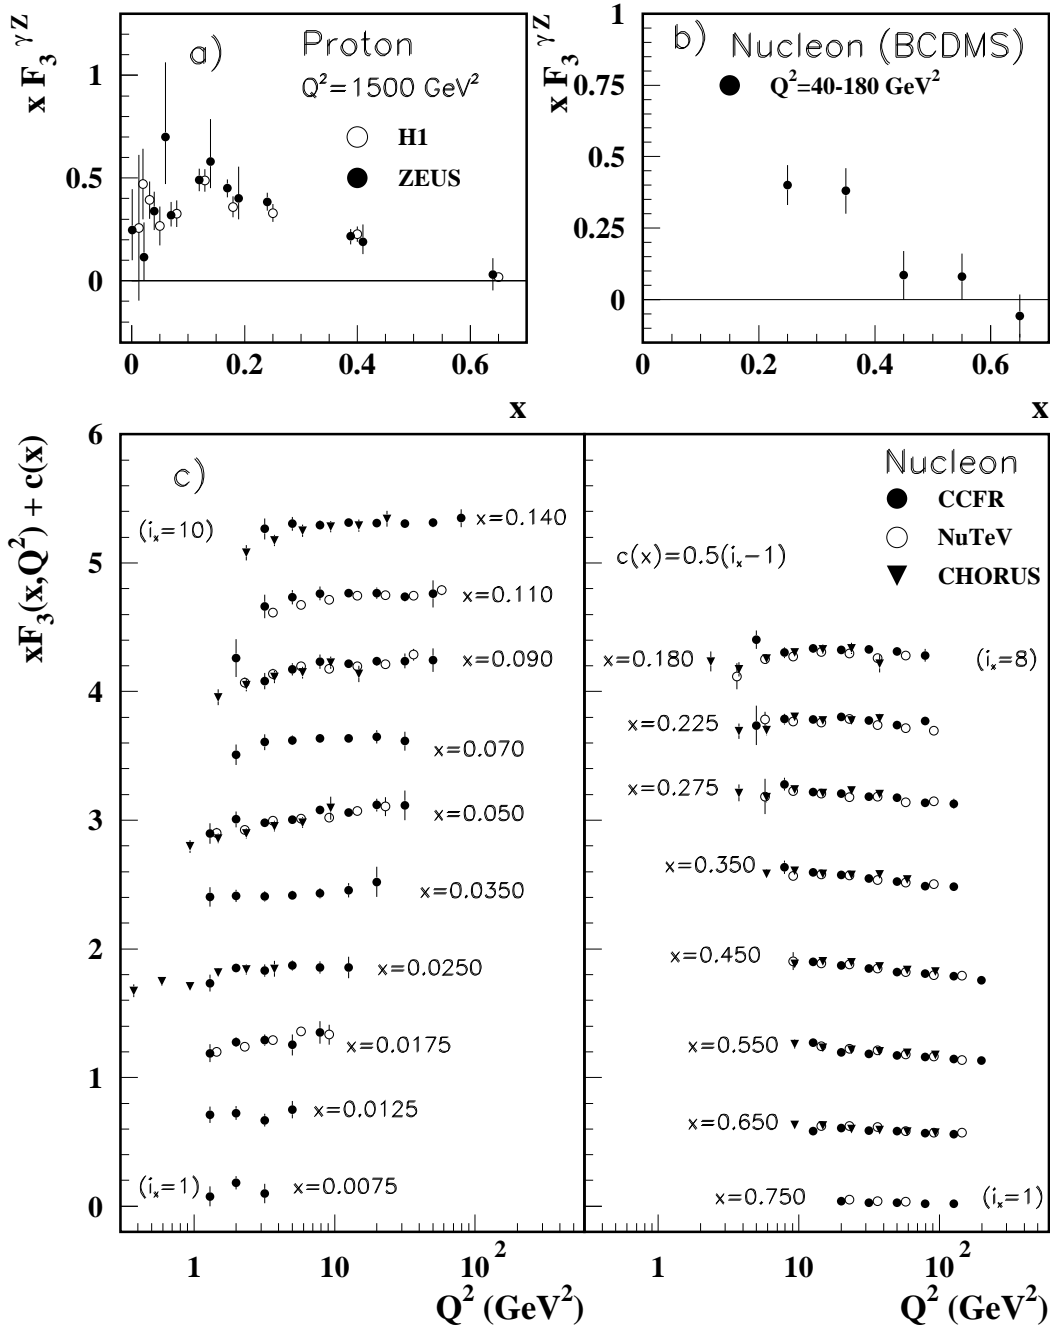 x F₃ ^γZ
a)
Proton
Q²=1500 GeV²
H1
ZEUS
1
0.5
0
0
0.2
0.4
0.6
x
x F₃ ^γZ
b)
Nucleon (BCDMS)
Q²=40-180 GeV²
1
0.75
0.5
0.25
0
0
0.2
0.4
0.6
x
xF₃(x,Q²) + c(x)
6
5
4
3
2
1
0
c)
(iₓ=10)
x=0.140
x=0.110
x=0.090
x=0.070
x=0.050
x=0.0350
x=0.0250
x=0.0175
x=0.0125
(iₓ=1)
x=0.0075
1
10
10²
Q² (GeV²)
Nucleon
CCFR
NuTeV
CHORUS
c(x)=0.5(iₓ−1)
x=0.180
(iₓ=8)
x=0.225
x=0.275
x=0.350
x=0.450
x=0.550
x=0.650
x=0.750
(iₓ=1)
1
10
10²
Q² (GeV²)